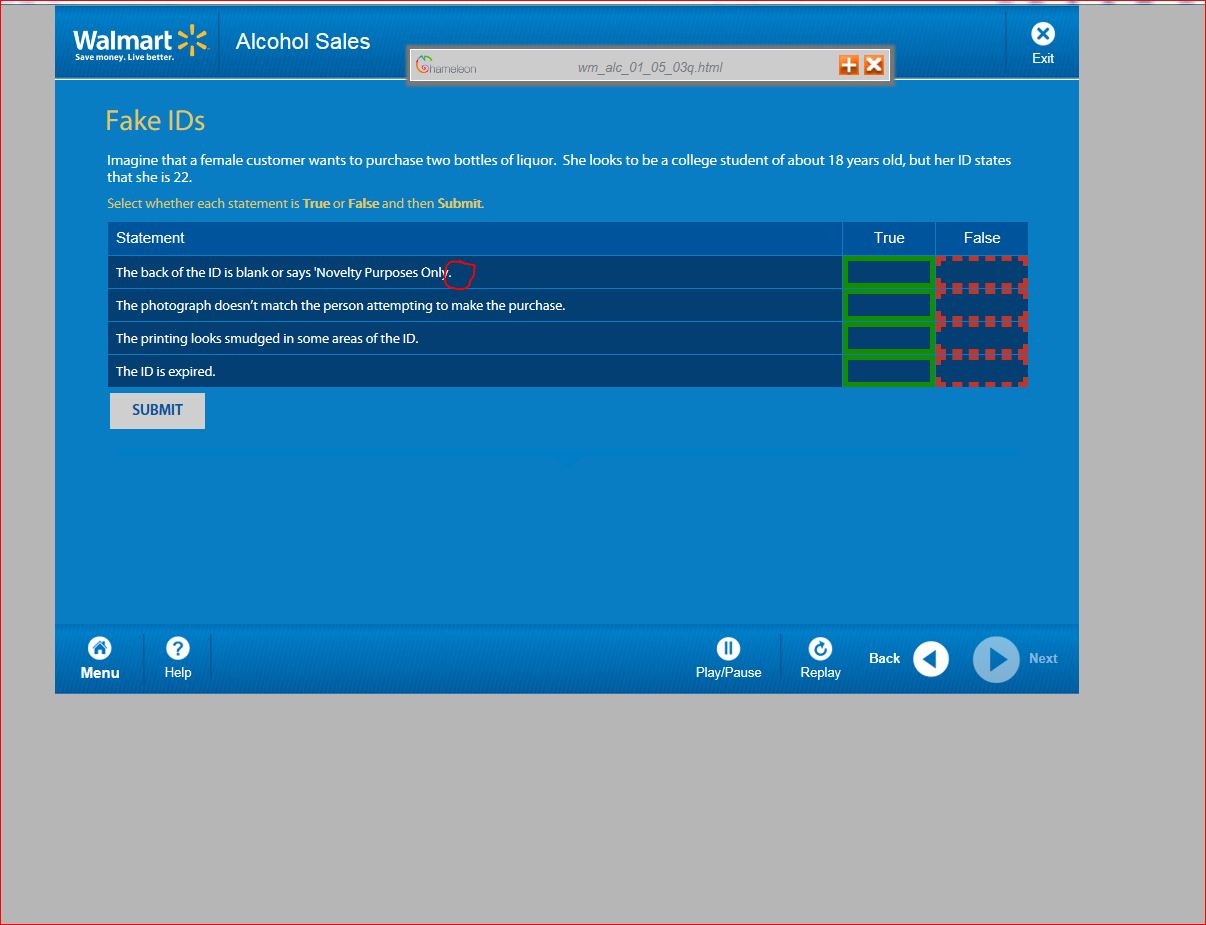 Walmart
Save money. Live better.
Alcohol Sales
Chameleon
wm_alc_01_05_03q.html
Exit
Fake IDs
Imagine that a female customer wants to purchase two bottles of liquor.  She looks to be a college student of about 18 years old, but her ID states
that she is 22.
Select whether each statement is True or False and then Submit.
Statement True False
The back of the ID is blank or says 'Novelty Purposes Only.
The photograph doesn’t match the person attempting to make the purchase.
The printing looks smudged in some areas of the ID.
The ID is expired.
SUBMIT
Menu Help Play/Pause Replay Back Next